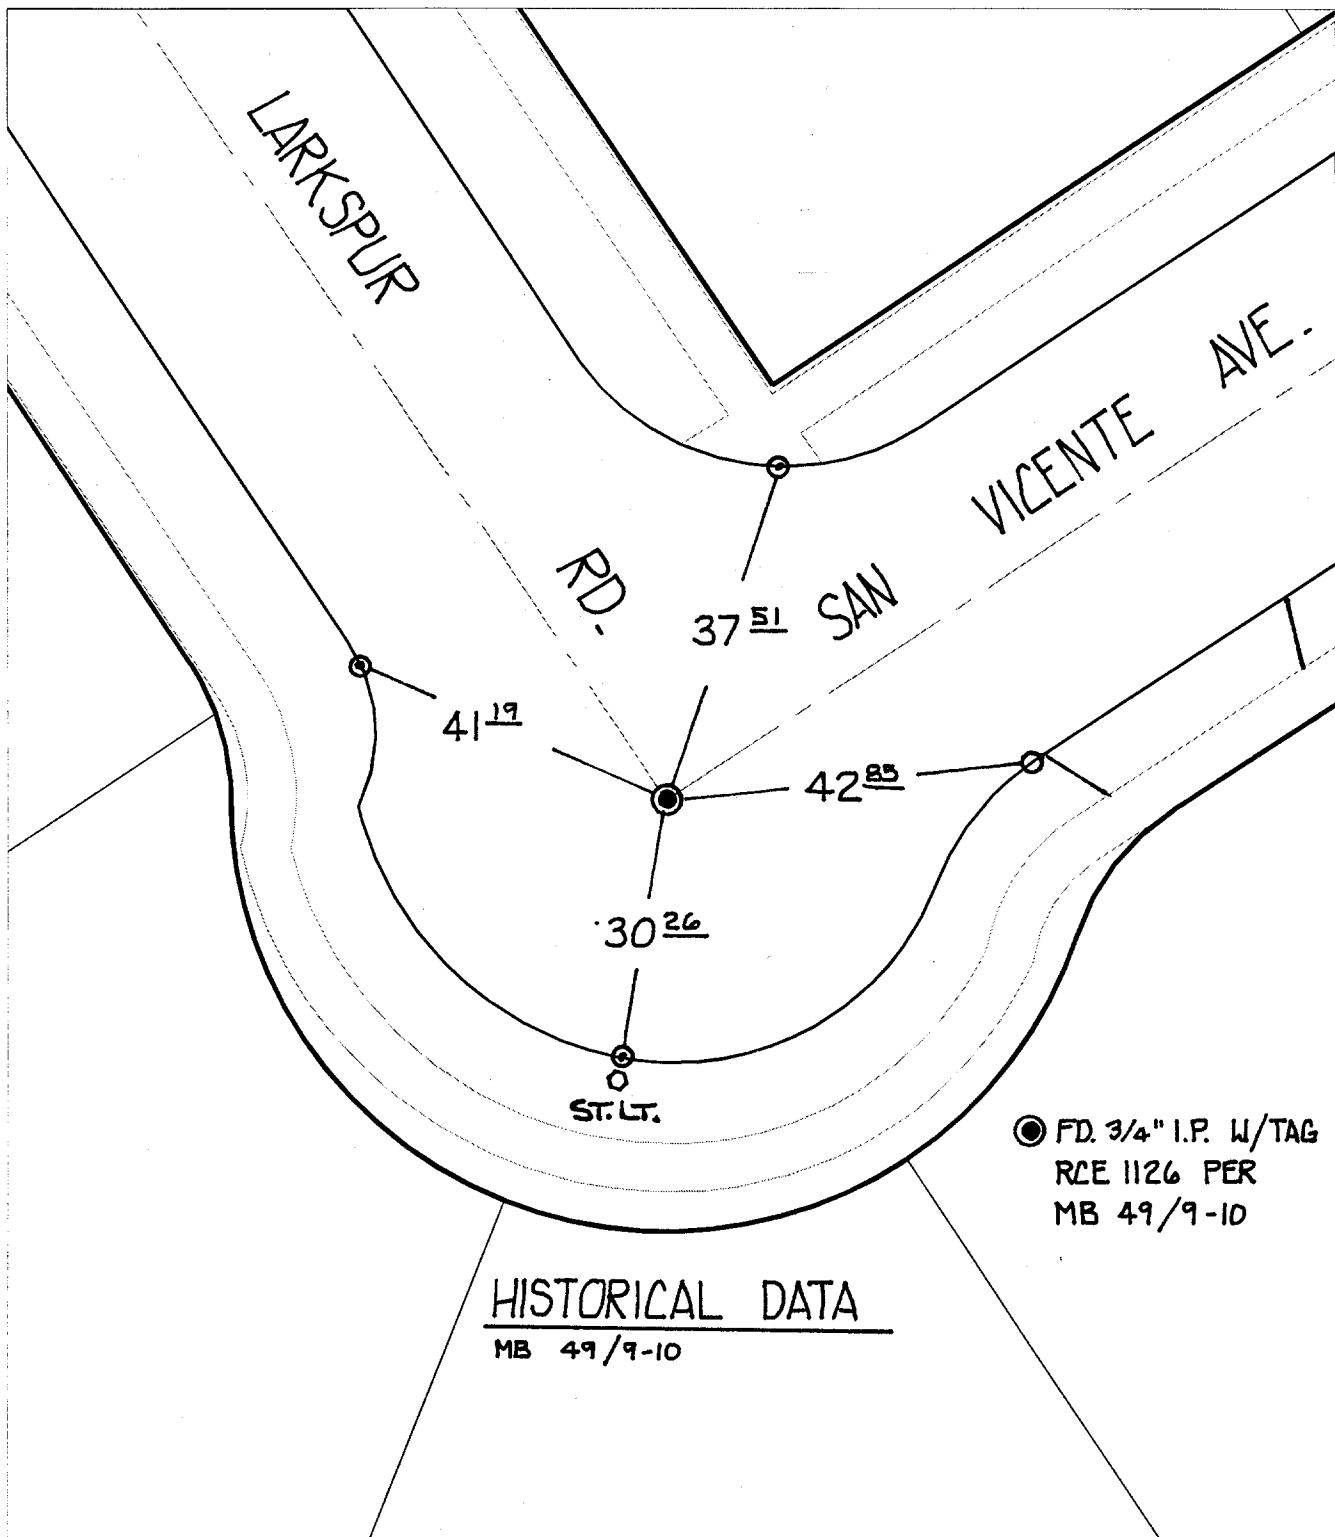 LARKSPUR
RD.
SAN VICENTE AVE.
37 51
41 19
42 85
30 26
ST. LT.
FD. 3/4" I.P. W/TAG
RCE 1126 PER
MB 49/9-10
HISTORICAL DATA
MB 49/9-10